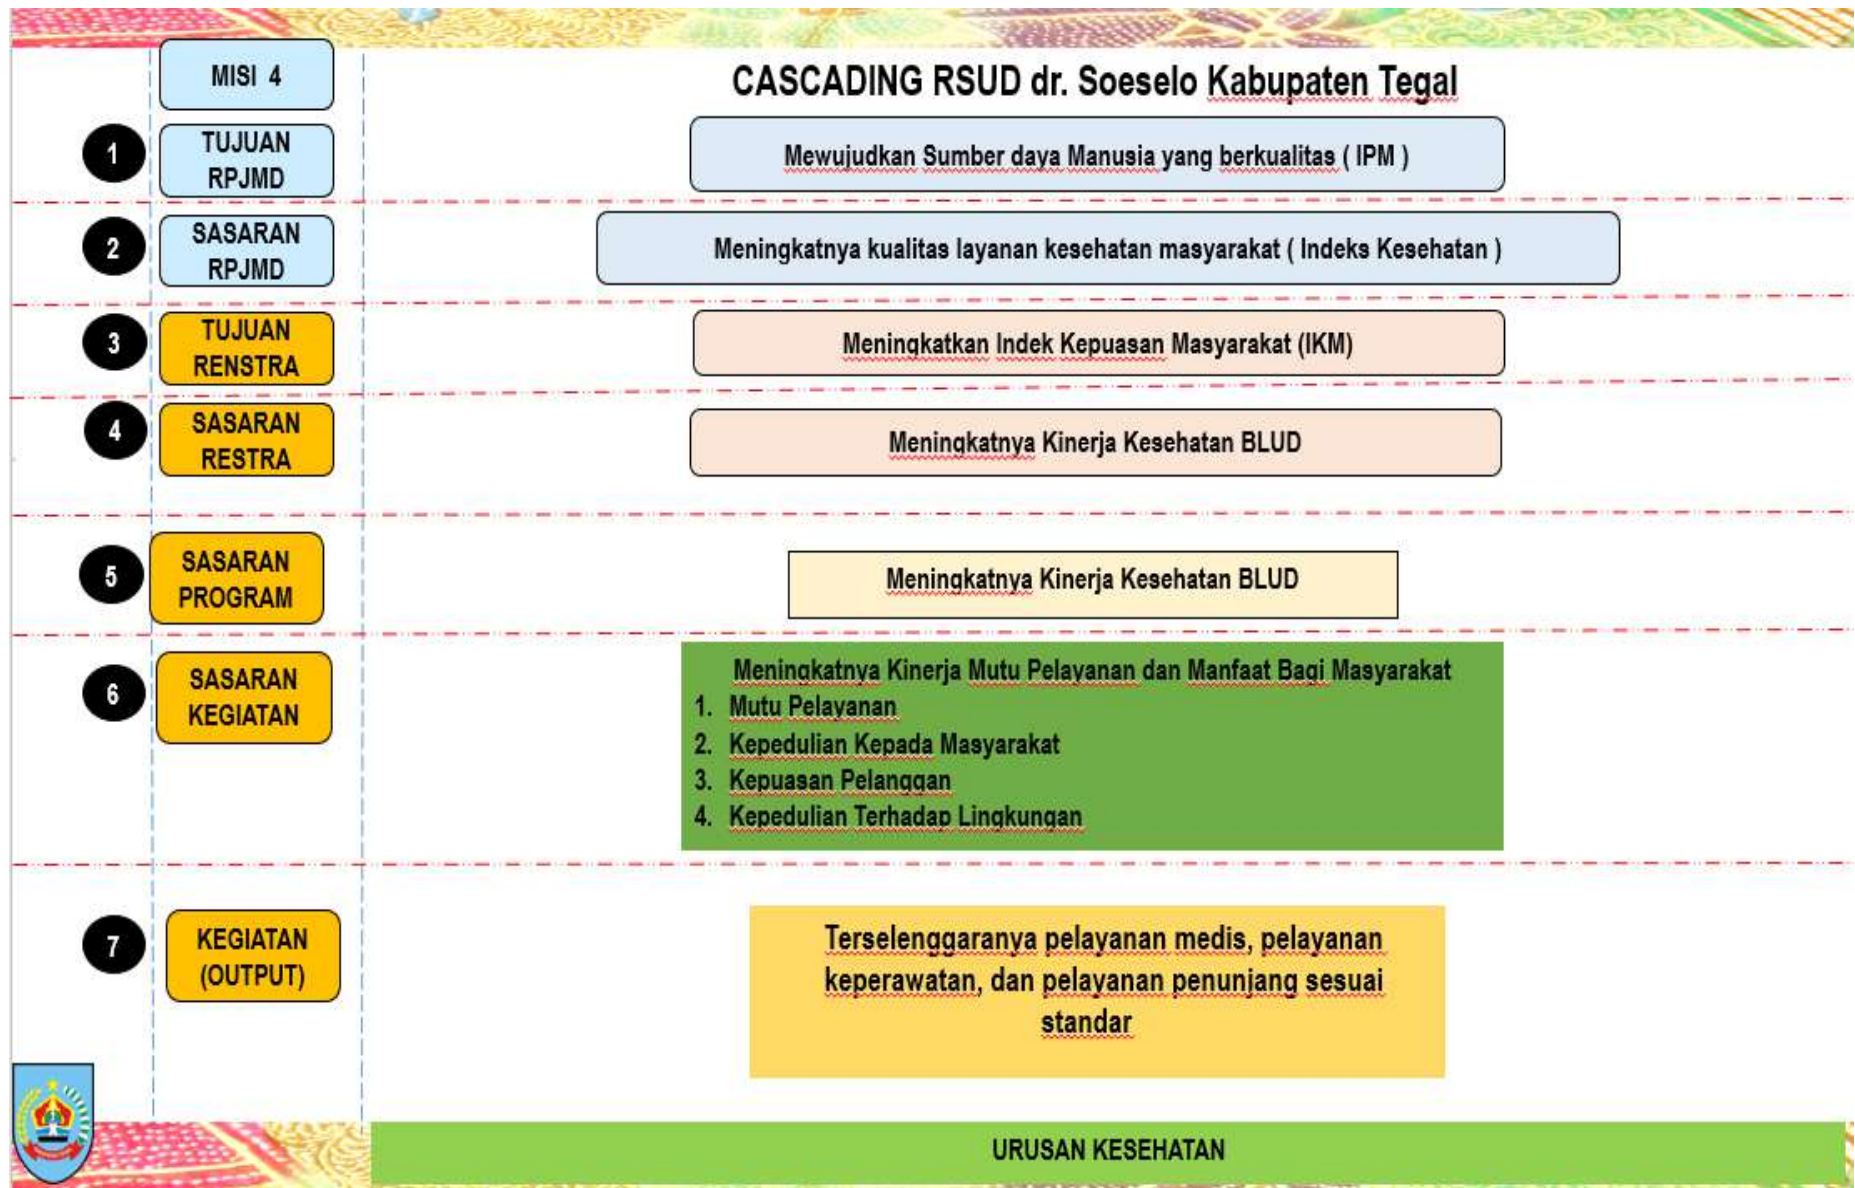 MISI 4
CASCADING RSUD dr. Soeselo Kabupaten Tegal
1
TUJUAN
RPJMD
Mewujudkan Sumber daya Manusia yang berkualitas ( IPM )
2
SASARAN
RPJMD
Meningkatnya kualitas layanan kesehatan masyarakat ( Indeks Kesehatan )
3
TUJUAN
RENSTRA
Meningkatkan Indek Kepuasan Masyarakat (IKM)
4
SASARAN
RESTRA
Meningkatnya Kinerja Kesehatan BLUD
5
SASARAN
PROGRAM
Meningkatnya Kinerja Kesehatan BLUD
6
SASARAN
KEGIATAN
Meningkatnya Kinerja Mutu Pelayanan dan Manfaat Bagi Masyarakat
1. Mutu Pelayanan
2. Kepedulian Kepada Masyarakat
3. Kepuasan Pelanggan
4. Kepedulian Terhadap Lingkungan
7
KEGIATAN
(OUTPUT)
Terselenggaranya pelayanan medis, pelayanan
keperawatan, dan pelayanan penunjang sesuai
standar
URUSAN KESEHATAN